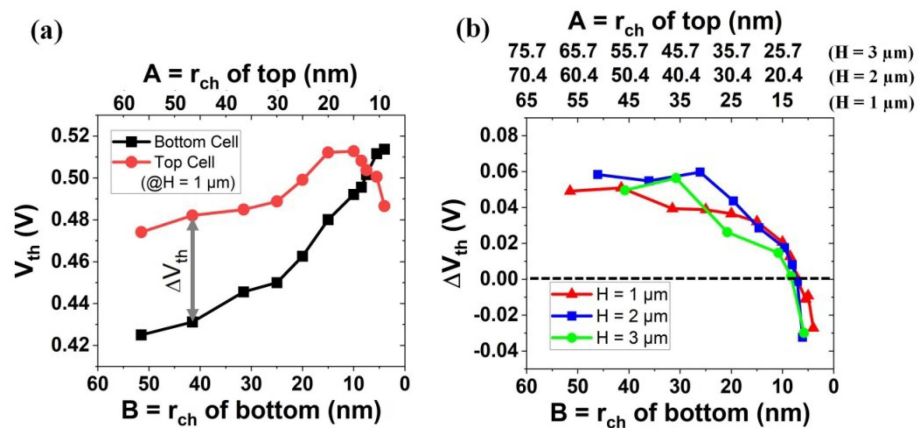 (a)
A = r_ch of top (nm)
60 50 40 30 20 10
0.52
0.50
0.48
0.46
0.44
0.42
V_th (V)
Bottom Cell
Top Cell
(@H = 1 μm)
ΔV_th
60 50 40 30 20 10 0
B = r_ch of bottom (nm)
(b)
A = r_ch of top (nm)
75.7 65.7 55.7 45.7 35.7 25.7 (H = 3 μm)
70.4 60.4 50.4 40.4 30.4 20.4 (H = 2 μm)
65 55 45 35 25 15 (H = 1 μm)
0.08
0.06
0.04
0.02
0.00
-0.02
-0.04
ΔV_th (V)
H = 1 μm
H = 2 μm
H = 3 μm
60 50 40 30 20 10 0
B = r_ch of bottom (nm)